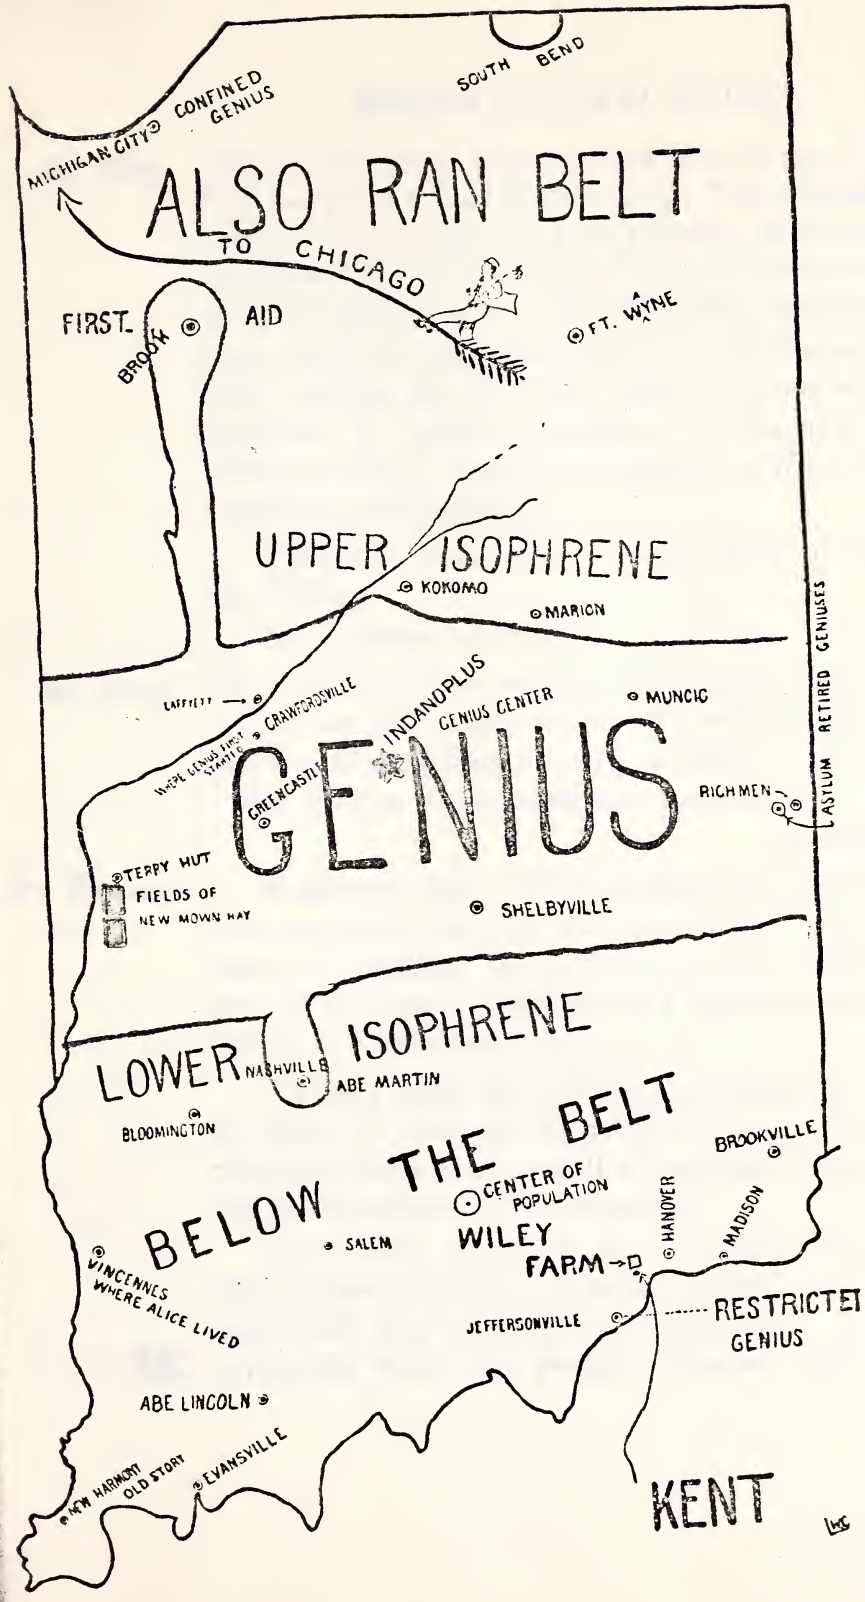 SOUTH BEND
CONFINED
GENIUS
MICHIGAN CITY
ALSO RAN BELT
TO CHICAGO
FIRST- AID
BROOK
FT. WYNE
UPPER ISOPHRENE
KOKOMO
MARION
ASYLUM RETIRED GENIUSES
LAFFYETT
CRAWFORDSVILLE
WHERE GENIUS FIRST
STARTED
INDANOPLUS
GENIUS CENTER
MUNCIG
GENIUS
GREENCASTLE
RICHMEN
TERRY HUT
FIELDS OF
NEW MOWN HAY
SHELBYVILLE
LOWER ISOPHRENE
NASHVILLE
ABE MARTIN
BLOOMINGTON
BELOW THE BELT
BROOKVILLE
CENTER OF
POPULATION
HANOVER
MADISON
WILEY
FARM
SALEM
VINCENNES
WHERE ALICE LIVED
JEFFERSONVILLE
RESTRICTED
GENIUS
ABE LINCOLN
NEW HARMONY
OLD STORY
EVANSVILLE
KENT